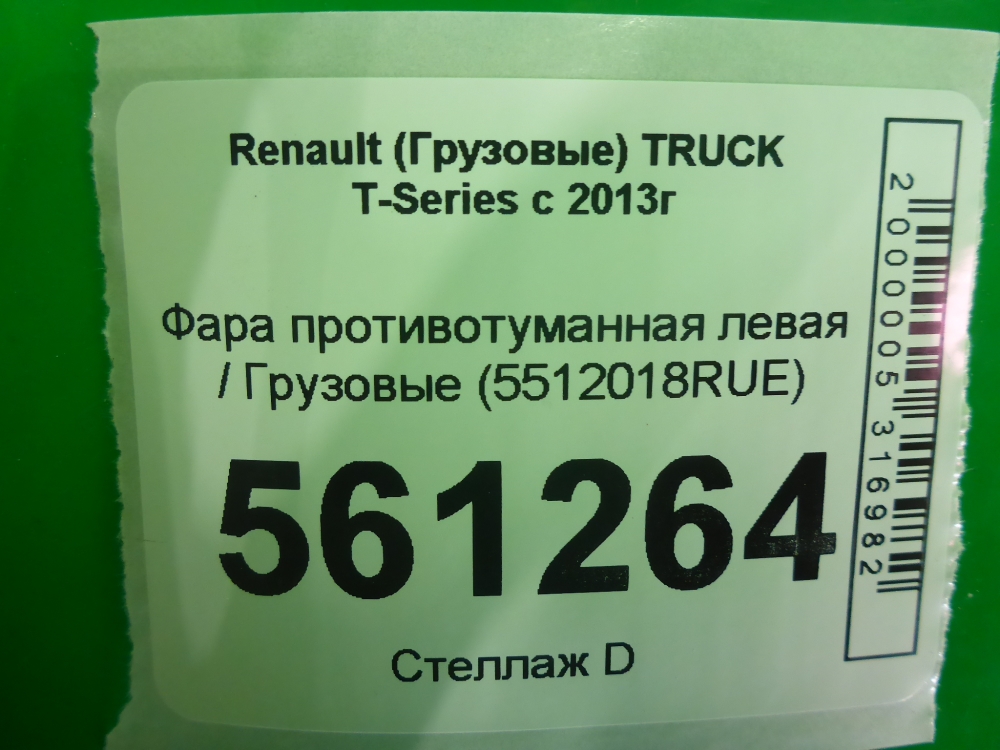 Renault (Грузовые) TRUCK
T-Series с 2013г
Фара противотуманная левая
/ Грузовые (5512018RUE)
561264
Стеллаж D
2000005316982